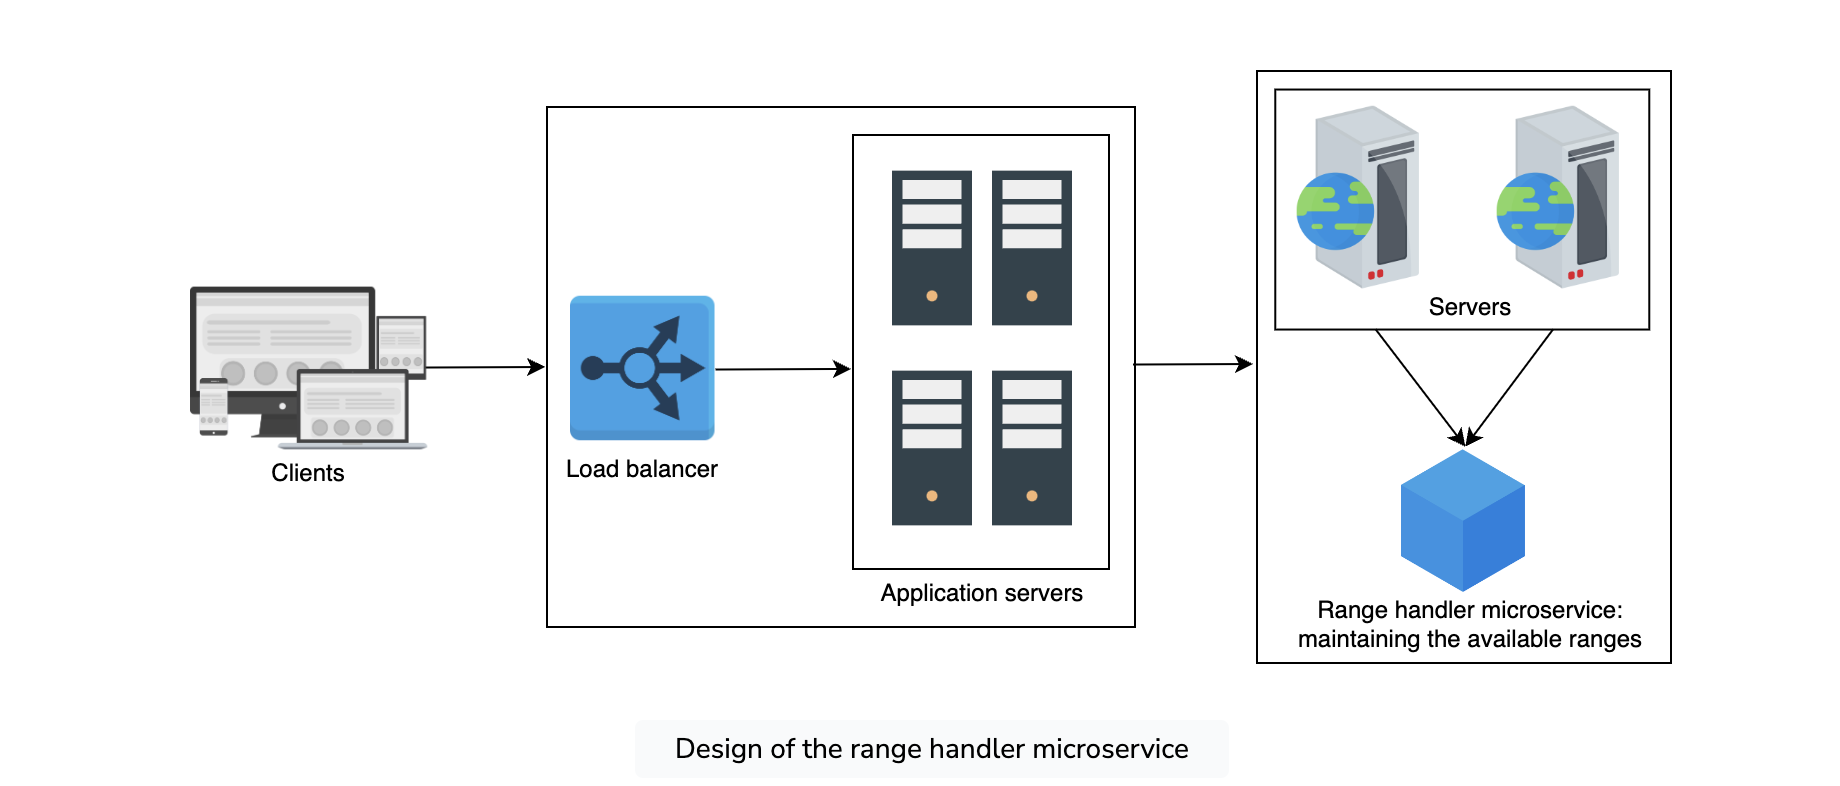 Servers
Clients
Load balancer
Application servers
Range handler microservice:
maintaining the available ranges
Design of the range handler microservice